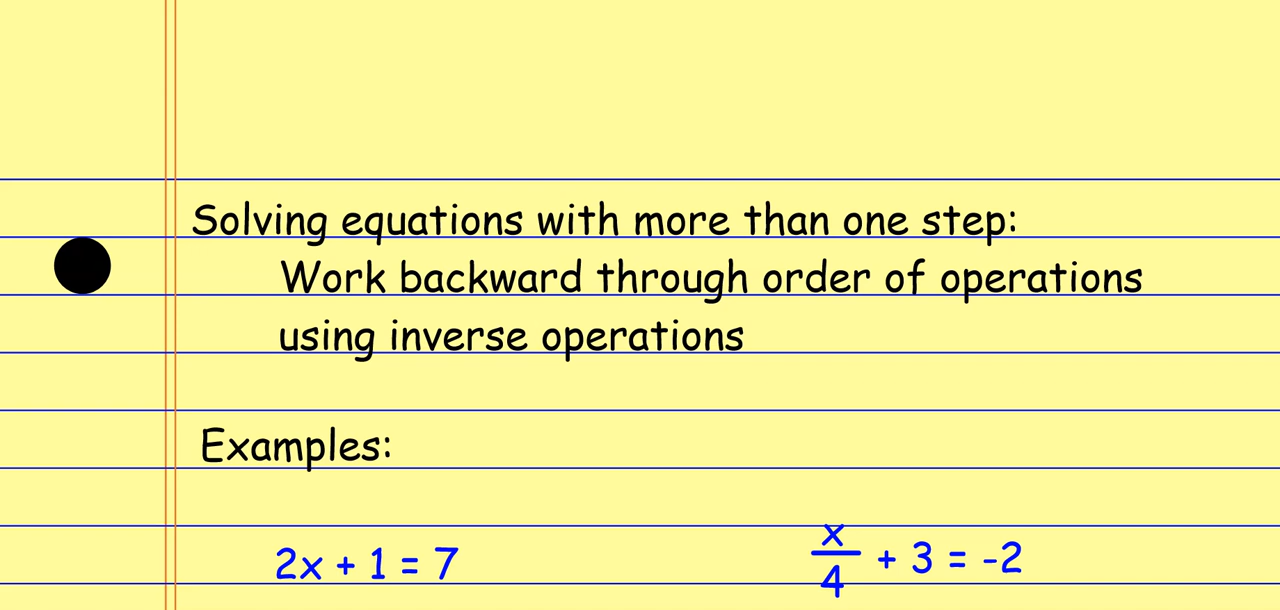 Solving equations with more than one step:
Work backward through order of operations
using inverse operations
Examples:
2x + 1 = 7
x/4 + 3 = -2